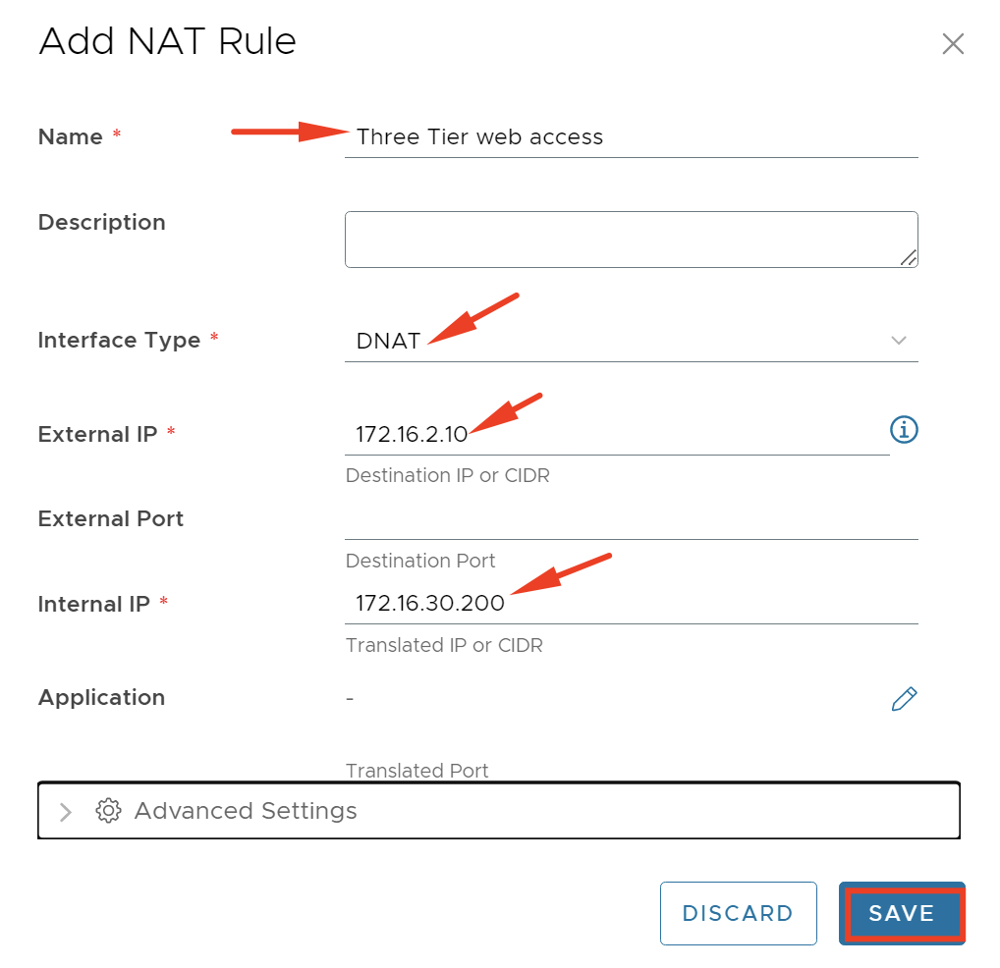 Add NAT Rule
Name * Three Tier web access
Description
Interface Type * DNAT
External IP * 172.16.2.10
Destination IP or CIDR
External Port
Destination Port
Internal IP * 172.16.30.200
Translated IP or CIDR
Application -
Translated Port
Advanced Settings
DISCARD SAVE